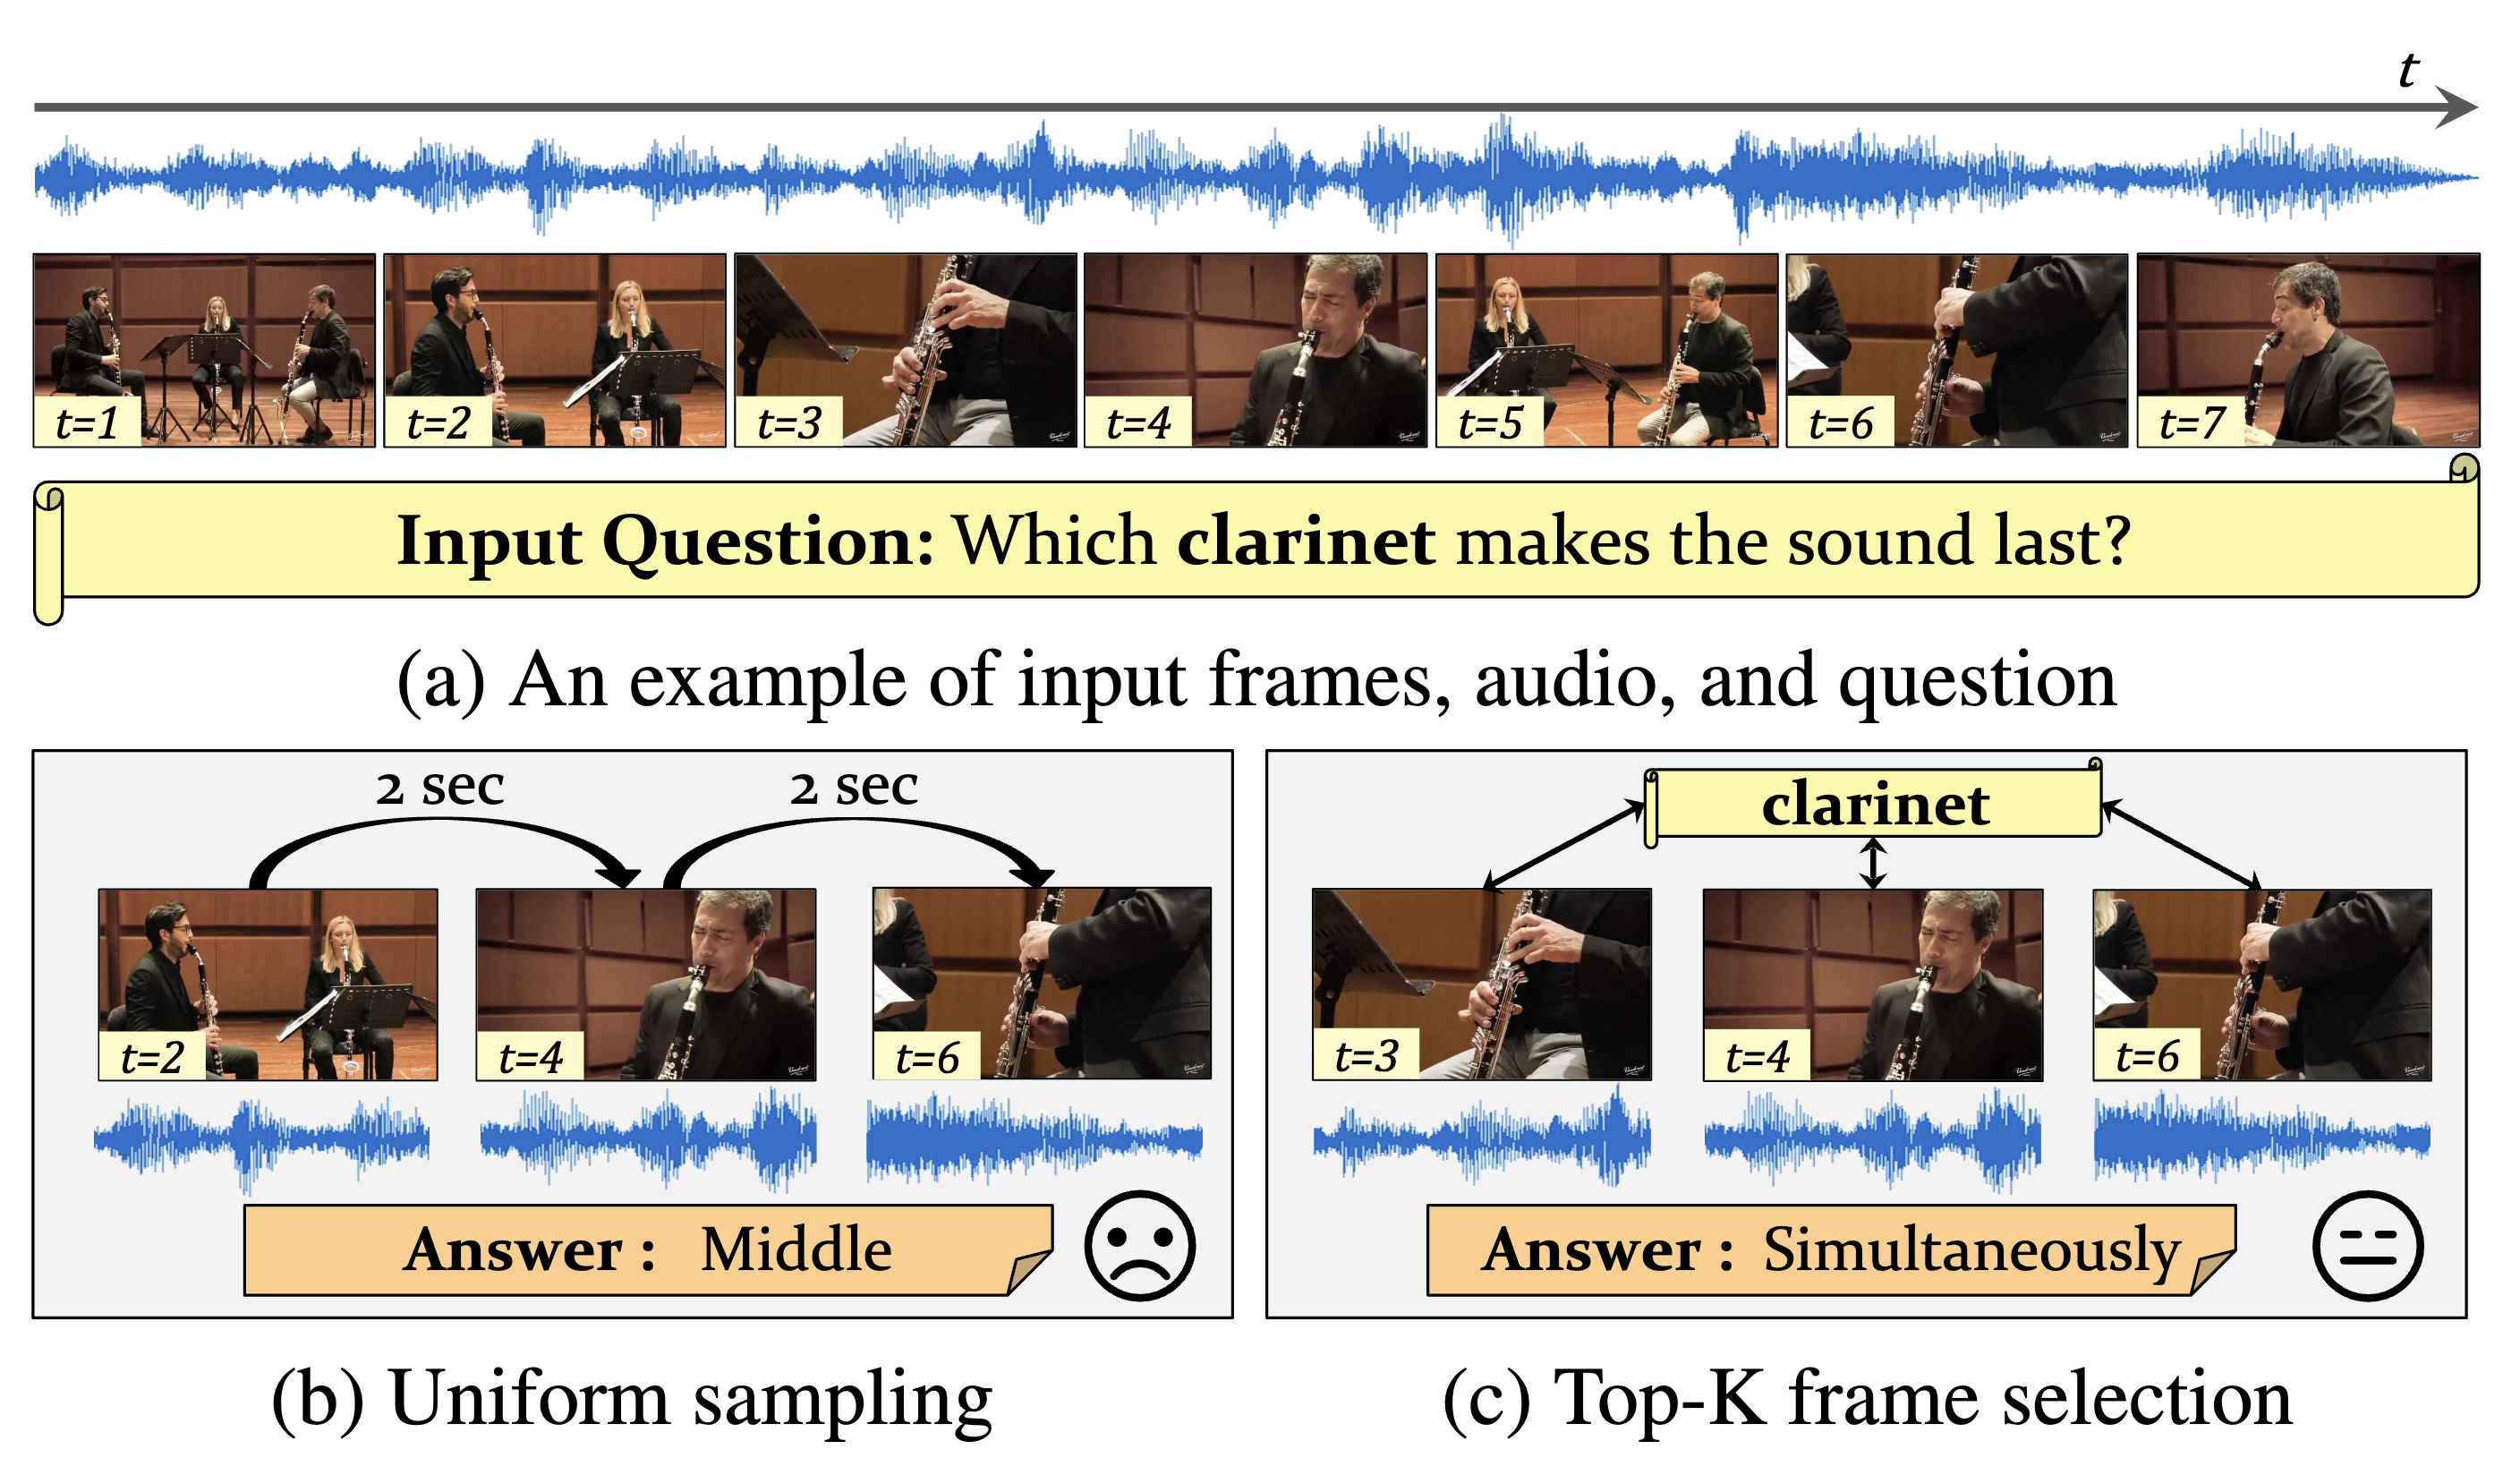 t
t=1
t=2
t=3
t=4
t=5
t=6
t=7
Input Question: Which clarinet makes the sound last?
(a) An example of input frames, audio, and question
2 sec
2 sec
t=2
t=4
t=6
Answer : Middle
(b) Uniform sampling
clarinet
t=3
t=4
t=6
Answer : Simultaneously
(c) Top-K frame selection